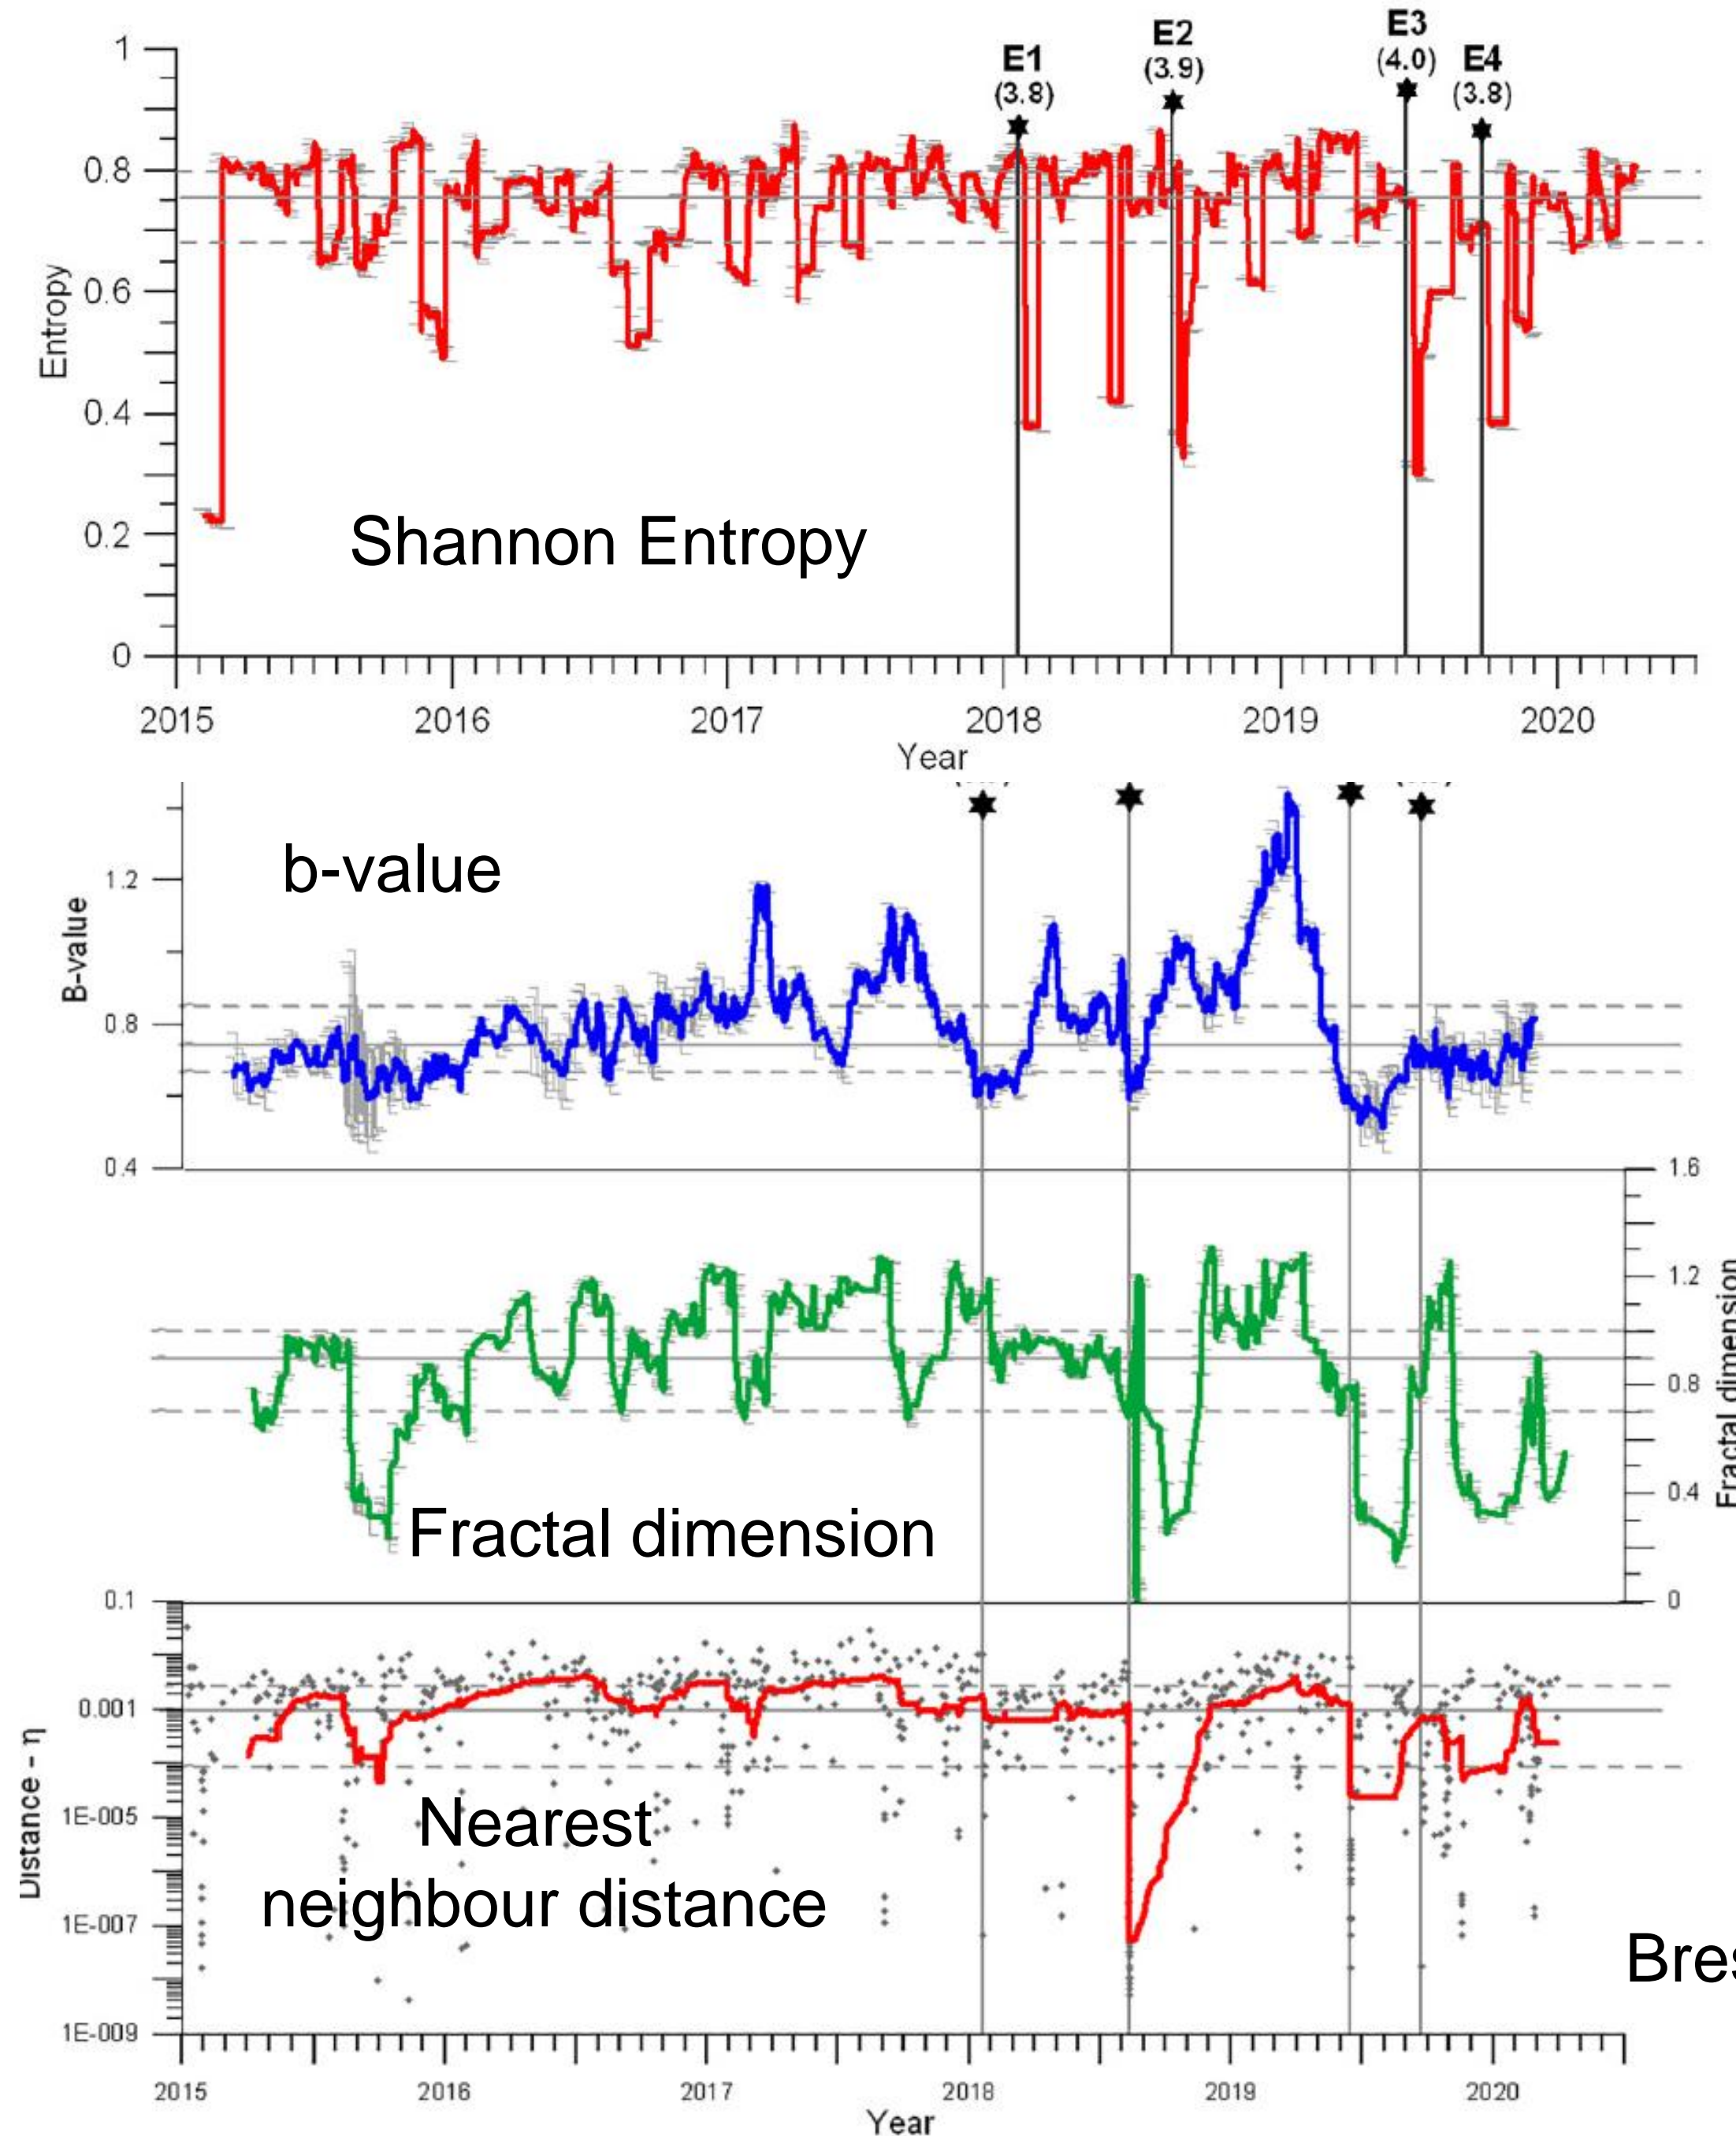 E1
(3.8)
E2
(3.9)
E3
(4.0)
E4
(3.8)
1
0.8
0.6
0.4
0.2
0
Entropy
Shannon Entropy
2015 2016 2017 2018 2019 2020
Year
b-value
1.2
0.8
0.4
B-value
1.6
1.2
0.8
0.4
0
Fractal dimension
Fractal dimension
0.1
0.001
1E-005
1E-007
1E-009
Distance - η
Nearest
neighbour distance
Bres
2015 2016 2017 2018 2019 2020
Year